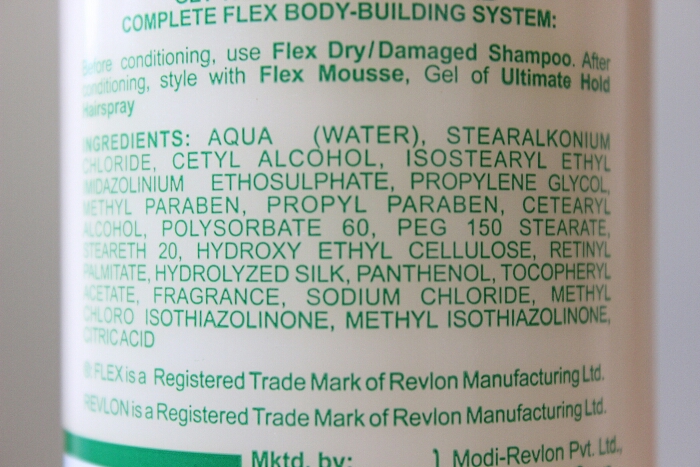 COMPLETE FLEX BODY-BUILDING SYSTEM:
Before conditioning, use Flex Dry/Damaged Shampoo. After
conditioning, style with Flex Mousse, Gel of Ultimate Hold
Hairspray
INGREDIENTS: AQUA (WATER), STEARALKONIUM
CHLORIDE, CETYL ALCOHOL, ISOSTEARYL ETHYL
IMIDAZOLINIUM ETHOSULPHATE, PROPYLENE GLYCOL,
METHYL PARABEN, PROPYL PARABEN, CETEARYL
ALCOHOL, POLYSORBATE 60, PEG 150 STEARATE,
STEARETH 20, HYDROXY ETHYL CELLULOSE, RETINYL
PALMITATE, HYDROLYZED SILK, PANTHENOL, TOCOPHERYL
ACETATE, FRAGRANCE, SODIUM CHLORIDE, METHYL
CHLORO ISOTHIAZOLINONE, METHYL ISOTHIAZOLINONE,
CITRIC ACID
® FLEX is a Registered Trade Mark of Revlon Manufacturing Ltd.
REVLON is a Registered Trade Mark of Revlon Manufacturing Ltd.
Mktd. by: Modi-Revlon Pvt. Ltd.,